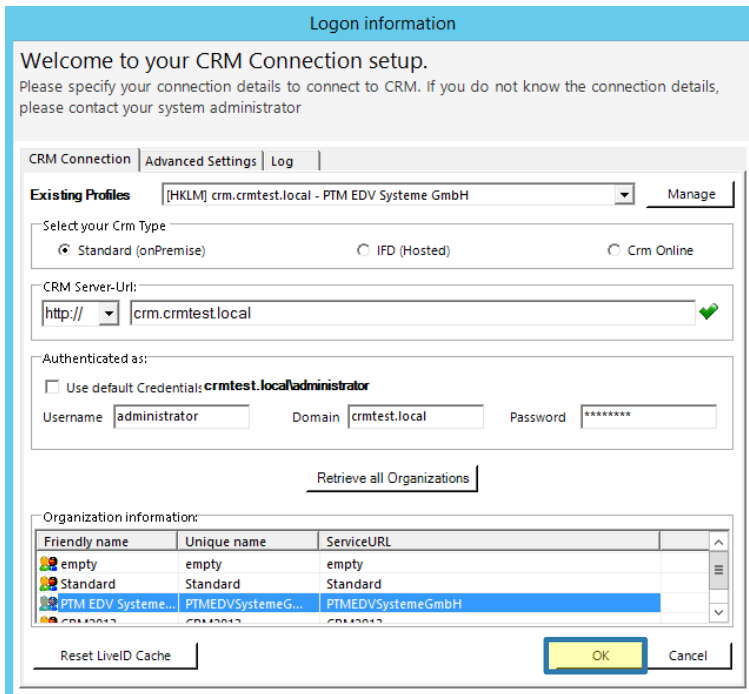 Logon information
Welcome to your CRM Connection setup.
Please specify your connection details to connect to CRM. If you do not know the connection details,
please contact your system administrator
CRM Connection Advanced Settings Log
Existing Profiles [HKLM] crm.crmtest.local - PTM EDV Systeme GmbH Manage
Select your Crm Type
Standard (onPremise) IFD (Hosted) Crm Online
CRM Server-Url:
http:// crm.crmtest.local
Authenticated as:
Use default Credentials crmtest.local\administrator
Username administrator Domain crmtest.local Password ********
Retrieve all Organizations
Organization information:
Friendly name Unique name ServiceURL
empty empty empty
Standard Standard Standard
PTM EDV Systeme... PTMEDVSystemeG... PTMEDVSystemeGmbH
CRM2013 CRM2013 CRM2013
Reset LiveID Cache OK Cancel